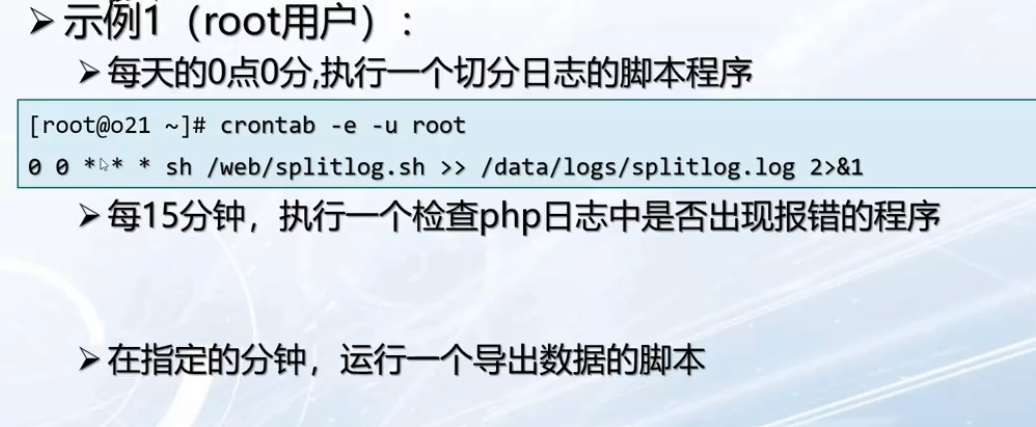 ➢ 示例1（root用户）：
➢ 每天的0点0分,执行一个切分日志的脚本程序
[root@o21 ~]# crontab -e -u root
0 0 * * * sh /web/splitlog.sh >> /data/logs/splitlog.log 2>&1
➢ 每15分钟，执行一个检查php日志中是否出现报错的程序
➢ 在指定的分钟，运行一个导出数据的脚本